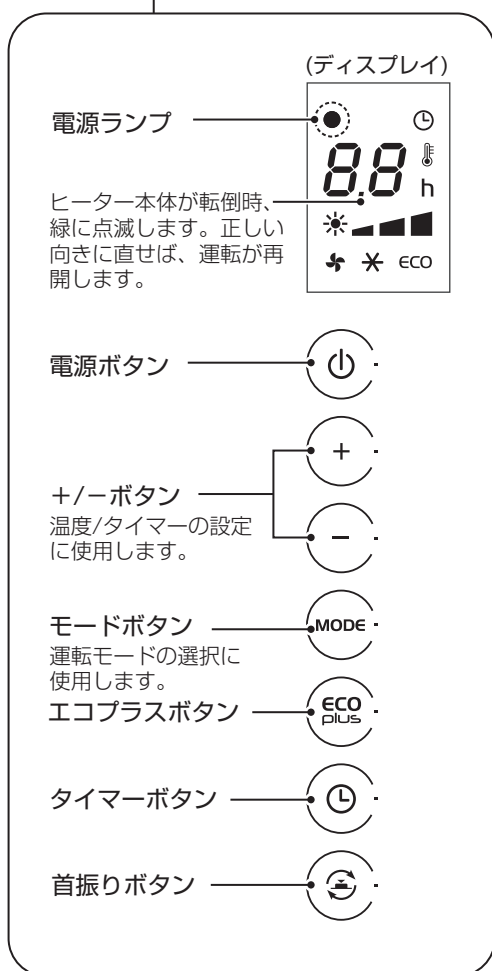 (ディスプレイ)
電源ランプ
8.8
h
ヒーター本体が転倒時、
緑に点滅します。正しい
向きに直せば、運転が再
開します。
ECO
電源ボタン
+
+/−ボタン
温度/タイマーの設定
に使用します。
−
モードボタン
MODE
運転モードの選択に
使用します。
エコプラスボタン
ECO
plus
タイマーボタン
首振りボタン